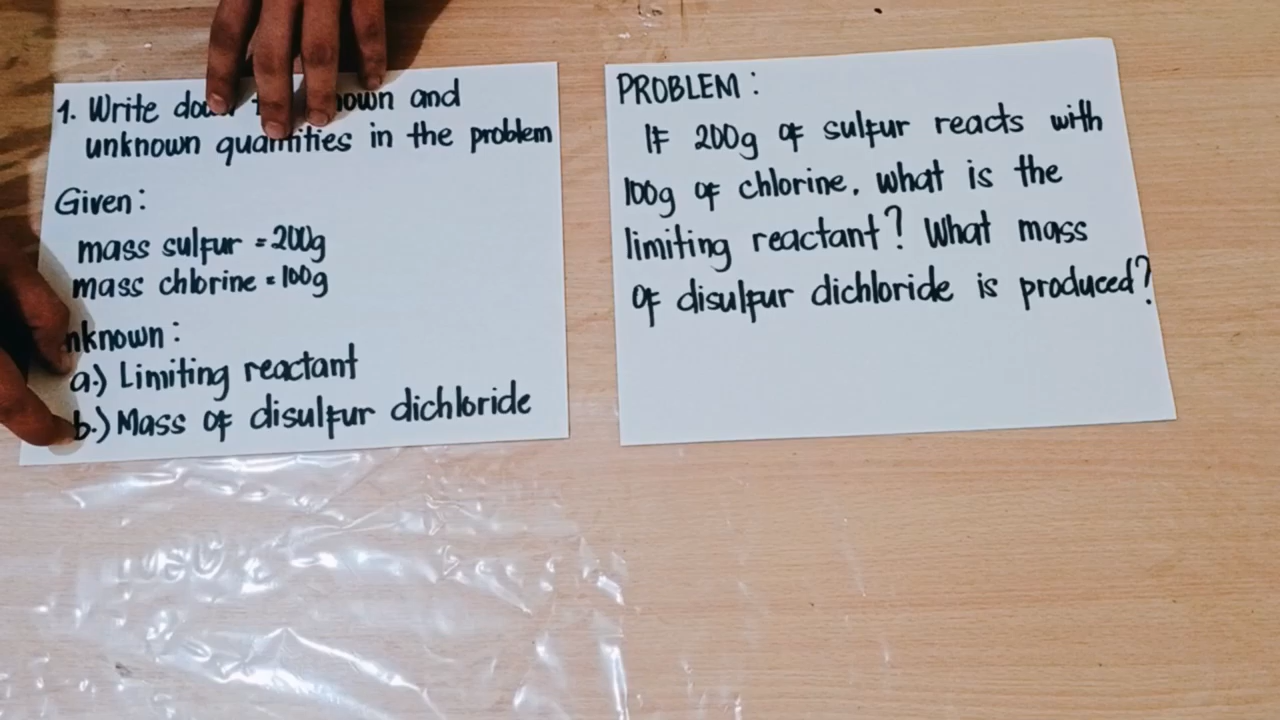 1. Write and
unknown quantities in the problem
Given:
mass sulfur = 200g
mass chlorine = 100g
nknown:
a.) Limiting reactant
b.) Mass of disulfur dichloride
PROBLEM:
If 200g of sulfur reacts with
100g of chlorine, what is the
limiting reactant? What mass
of disulfur dichloride is produced?